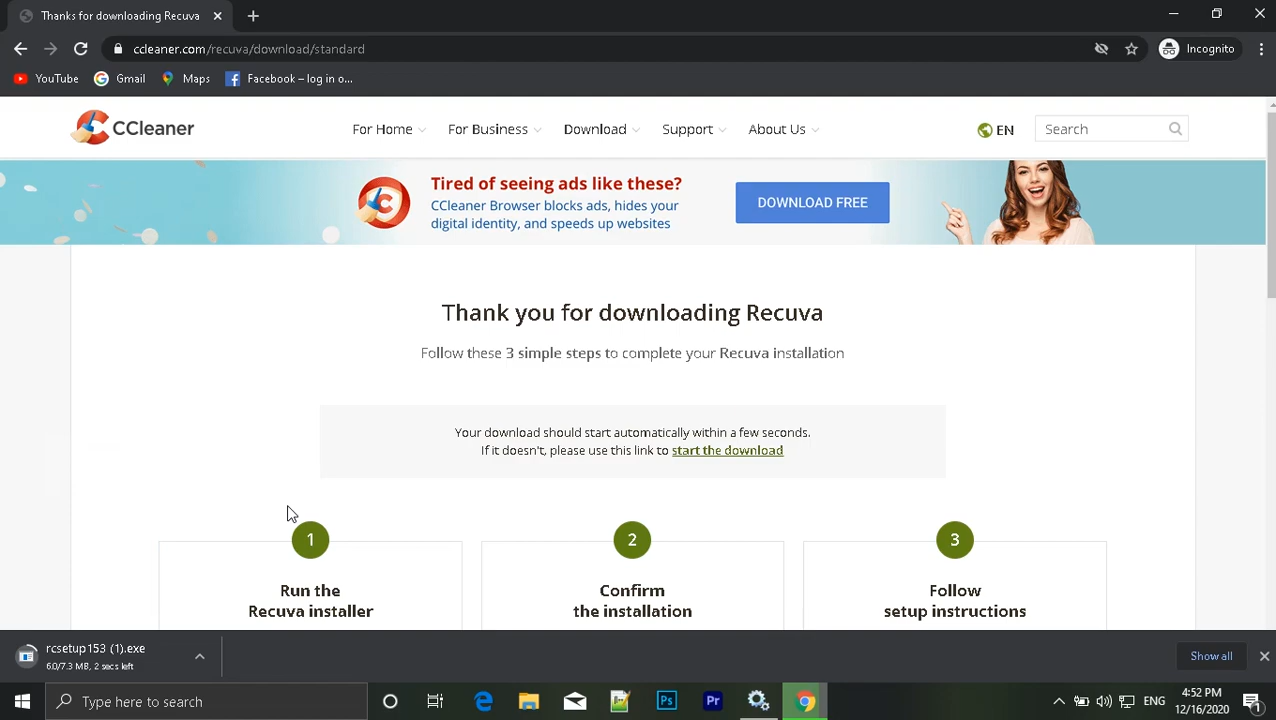 Thanks for downloading Recuva
ccleaner.com/recuva/download/standard
Incognito
YouTube
Gmail
Maps
Facebook – log in o...
CCleaner
For Home
For Business
Download
Support
About Us
EN
Search
Tired of seeing ads like these?
CCleaner Browser blocks ads, hides your
digital identity, and speeds up websites
DOWNLOAD FREE
Thank you for downloading Recuva
Follow these 3 simple steps to complete your Recuva installation
Your download should start automatically within a few seconds.
If it doesn't, please use this link to start the download
1
Run the
Recuva installer
2
Confirm
the installation
3
Follow
setup instructions
rcsetup153 (1).exe
6.0/7.3 MB, 2 secs left
Show all
Type here to search
Ps
Pr
ENG
4:52 PM
12/16/2020
1